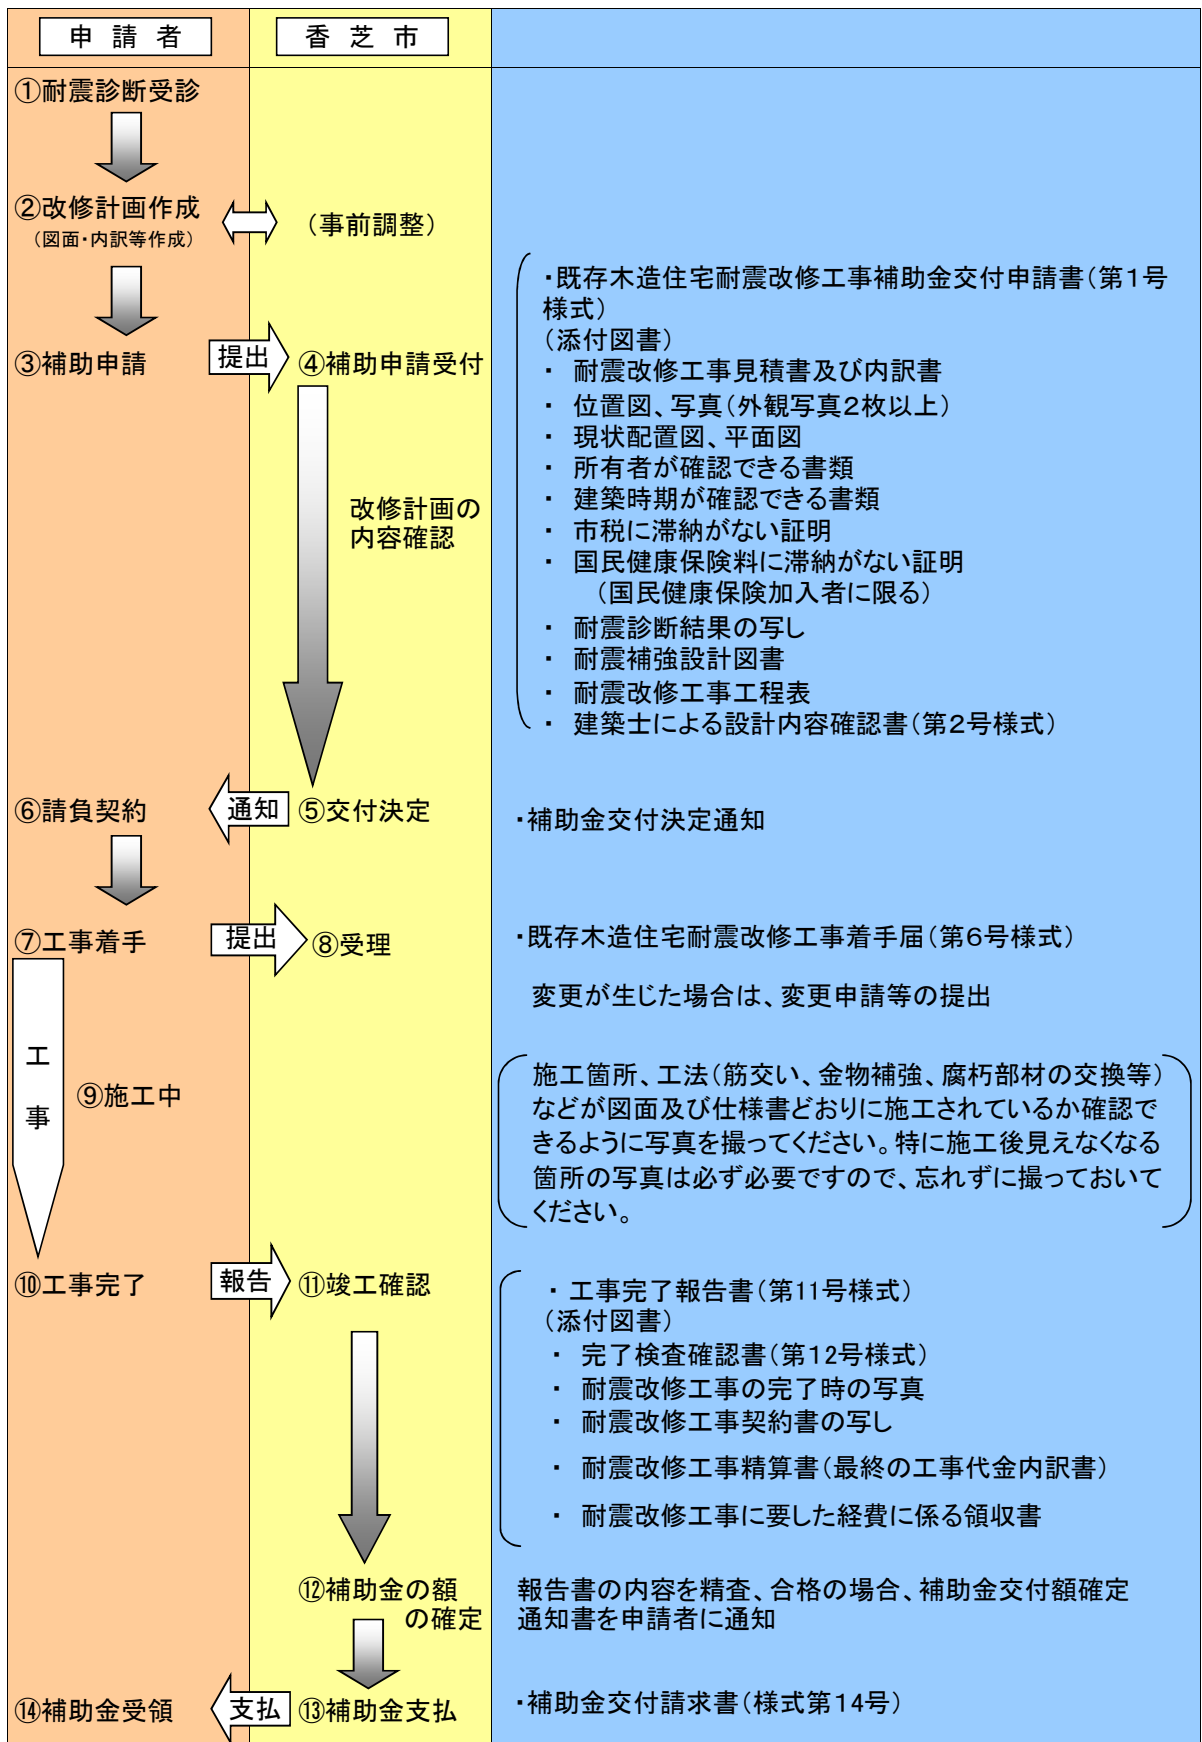 申 請 者
香 芝 市
①耐震診断受診
②改修計画作成
(図面・内訳等作成)
(事前調整)
③補助申請
提出
④補助申請受付
・既存木造住宅耐震改修工事補助金交付申請書(第1号
様式)
(添付図書)
・ 耐震改修工事見積書及び内訳書
・ 位置図、写真(外観写真2枚以上)
・ 現状配置図、平面図
・ 所有者が確認できる書類
・ 建築時期が確認できる書類
・ 市税に滞納がない証明
・ 国民健康保険料に滞納がない証明
(国民健康保険加入者に限る)
・ 耐震診断結果の写し
・ 耐震補強設計図書
・ 耐震改修工事工程表
・ 建築士による設計内容確認書(第2号様式)
改修計画の
内容確認
⑥請負契約
通知
⑤交付決定
・補助金交付決定通知
⑦工事着手
提出
⑧受理
・既存木造住宅耐震改修工事着手届(第6号様式)
変更が生じた場合は、変更申請等の提出
工
事
⑨施工中
施工箇所、工法(筋交い、金物補強、腐朽部材の交換等)
などが図面及び仕様書どおりに施工されているか確認で
きるように写真を撮ってください。特に施工後見えなくなる
箇所の写真は必ず必要ですので、忘れずに撮っておいて
ください。
⑩工事完了
報告
⑪竣工確認
・ 工事完了報告書(第11号様式)
(添付図書)
・ 完了検査確認書(第12号様式)
・ 耐震改修工事の完了時の写真
・ 耐震改修工事契約書の写し
・ 耐震改修工事精算書(最終の工事代金内訳書)
・ 耐震改修工事に要した経費に係る領収書
⑫補助金の額
の確定
報告書の内容を精査、合格の場合、補助金交付額確定
通知書を申請者に通知
⑭補助金受領
支払
⑬補助金支払
・補助金交付請求書(様式第14号)